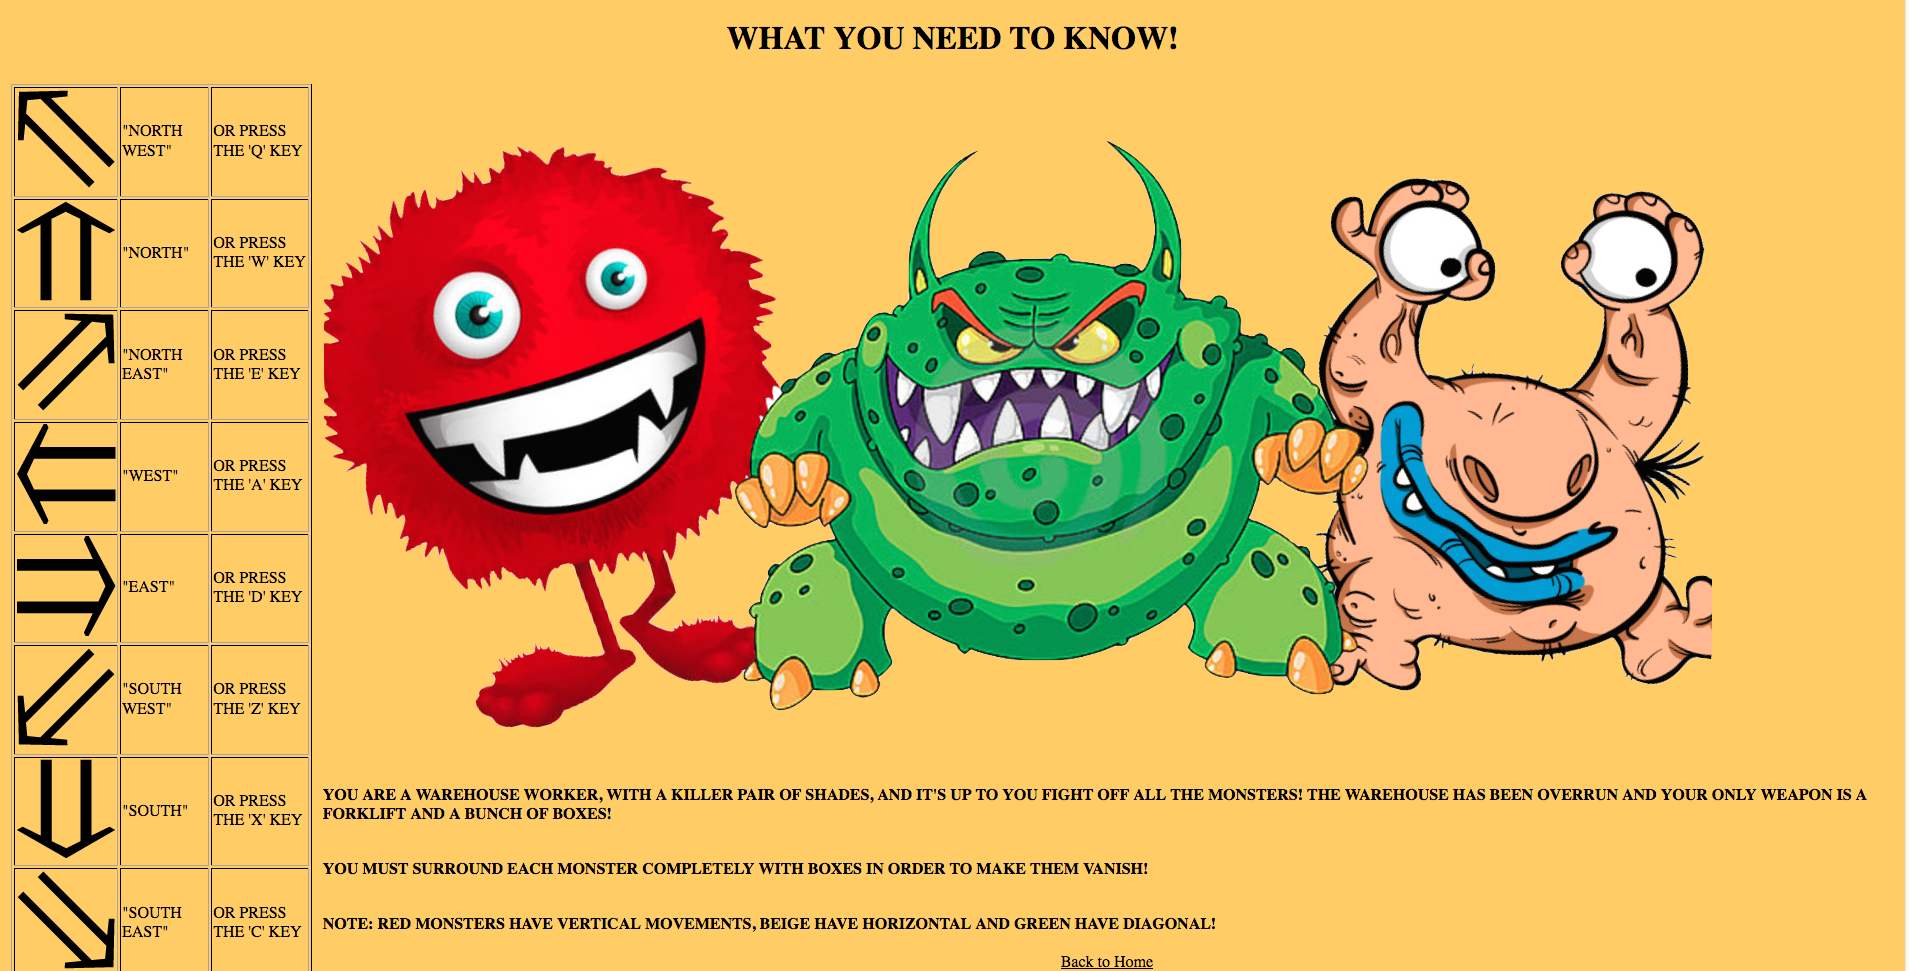 WHAT YOU NEED TO KNOW!
"NORTH
WEST"
OR PRESS
THE 'Q' KEY
"NORTH"
OR PRESS
THE 'W' KEY
"NORTH
EAST"
OR PRESS
THE 'E' KEY
"WEST"
OR PRESS
THE 'A' KEY
"EAST"
OR PRESS
THE 'D' KEY
"SOUTH
WEST"
OR PRESS
THE 'Z' KEY
"SOUTH"
OR PRESS
THE 'X' KEY
"SOUTH
EAST"
OR PRESS
THE 'C' KEY
YOU ARE A WAREHOUSE WORKER, WITH A KILLER PAIR OF SHADES, AND IT'S UP TO YOU FIGHT OFF ALL THE MONSTERS! THE WAREHOUSE HAS BEEN OVERRUN AND YOUR ONLY WEAPON IS A
FORKLIFT AND A BUNCH OF BOXES!
YOU MUST SURROUND EACH MONSTER COMPLETELY WITH BOXES IN ORDER TO MAKE THEM VANISH!
NOTE: RED MONSTERS HAVE VERTICAL MOVEMENTS, BEIGE HAVE HORIZONTAL AND GREEN HAVE DIAGONAL!
Back to Home